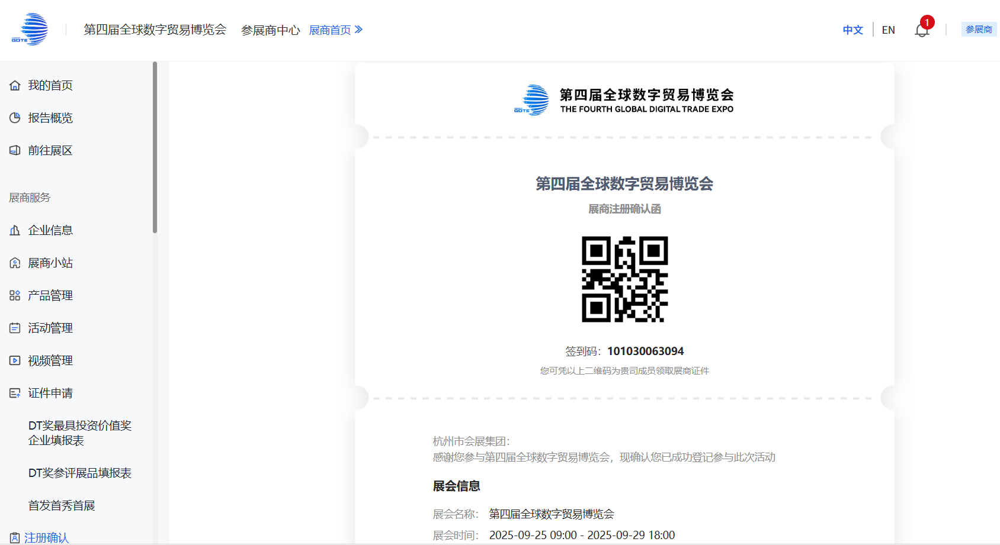 GDTE
第四届全球数字贸易博览会 参展商中心 展商首页
中文 EN 1 参展商
我的首页
报告概览
前往展区
展商服务
企业信息
展商小站
产品管理
活动管理
视频管理
证件申请
DT奖最具投资价值奖
企业填报表
DT奖参评展品填报表
首发首秀首展
注册确认
GDTE
第四届全球数字贸易博览会
THE FOURTH GLOBAL DIGITAL TRADE EXPO
第四届全球数字贸易博览会
展商注册确认函
签到码：101030063094
您可凭以上二维码为贵司成员领取展商证件
杭州市会展集团：
感谢您参与第四届全球数字贸易博览会，现确认您已成功登记参与此次活动
展会信息
展会名称： 第四届全球数字贸易博览会
展会时间： 2025-09-25 09:00 - 2025-09-29 18:00